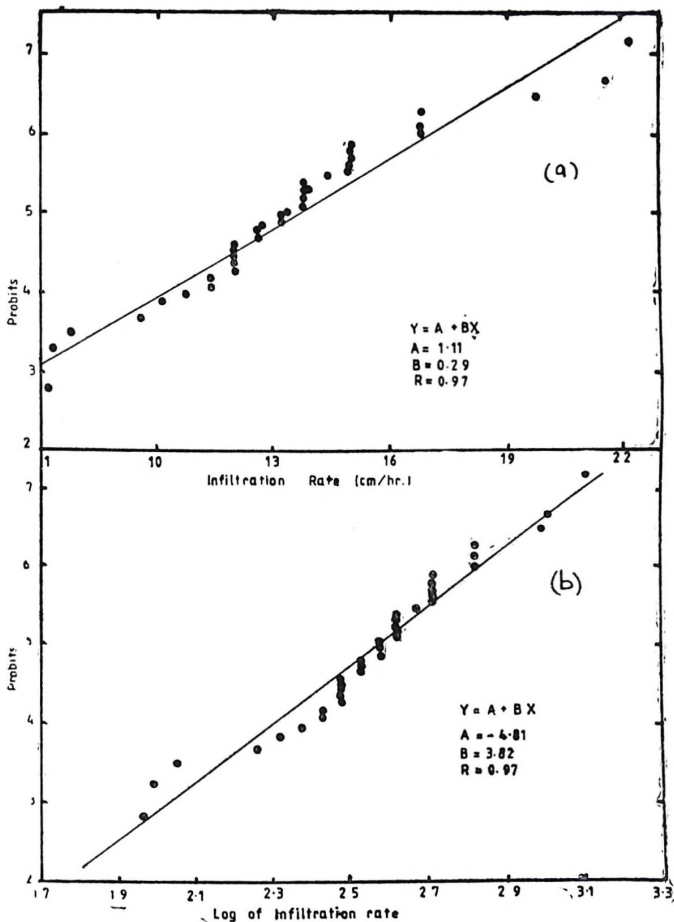 7
6
5
4
3
2
Probits
(a)
Y = A + BX
A = 1.11
B = 0.29
R = 0.97
1 10 13 16 19 22
Infiltration Rate (cm/hr.)
7
6
5
4
3
2
Probits
(b)
Y = A + BX
A = -4.81
B = 3.82
R = 0.97
1.7 1.9 2.1 2.3 2.5 2.7 2.9 3.1 3.3
Log of Infiltration rate